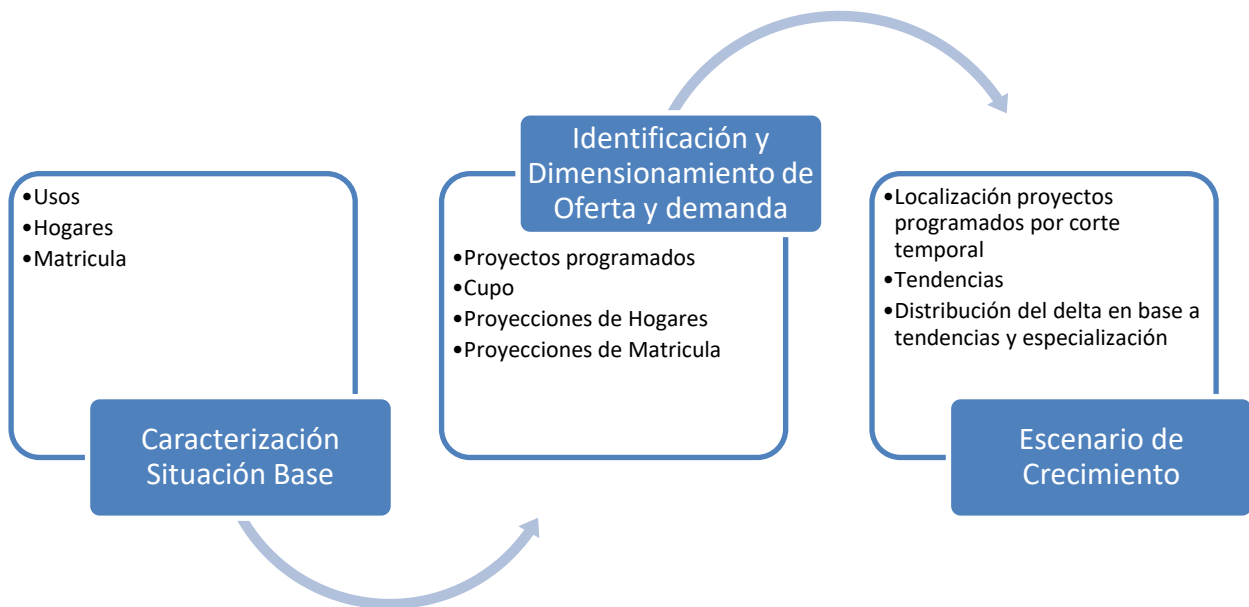 •Usos
•Hogares
•Matricula
Caracterización
Situación Base
Identificación y
Dimensionamiento de
Oferta y demanda
•Proyectos programados
•Cupo
•Proyecciones de Hogares
•Proyecciones de Matricula
•Localización proyectos
programados por corte
temporal
•Tendencias
•Distribución del delta en base a
tendencias y especialización
Escenario de
Crecimiento